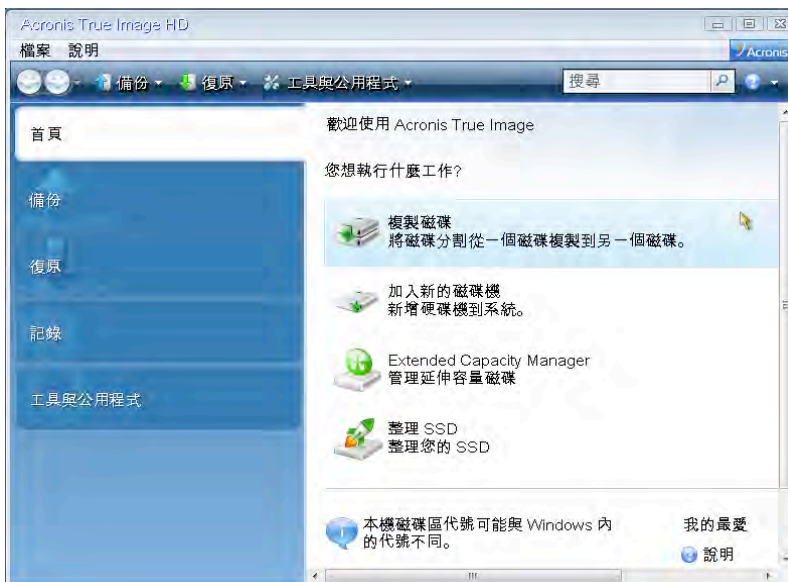 Acronis True Image HD
檔案 說明
Acronis
備份 復原 工具與公用程式 搜尋
首頁
備份
復原
記錄
工具與公用程式
歡迎使用 Acronis True Image
您想執行什麼工作?
複製磁碟
將磁碟分割從一個磁碟複製到另一個磁碟。
加入新的磁碟機
新增硬碟機到系統。
Extended Capacity Manager
管理延伸容量磁碟
整理 SSD
整理您的 SSD
本機磁碟區代號可能與 Windows 內
的代號不同。
我的最愛
說明